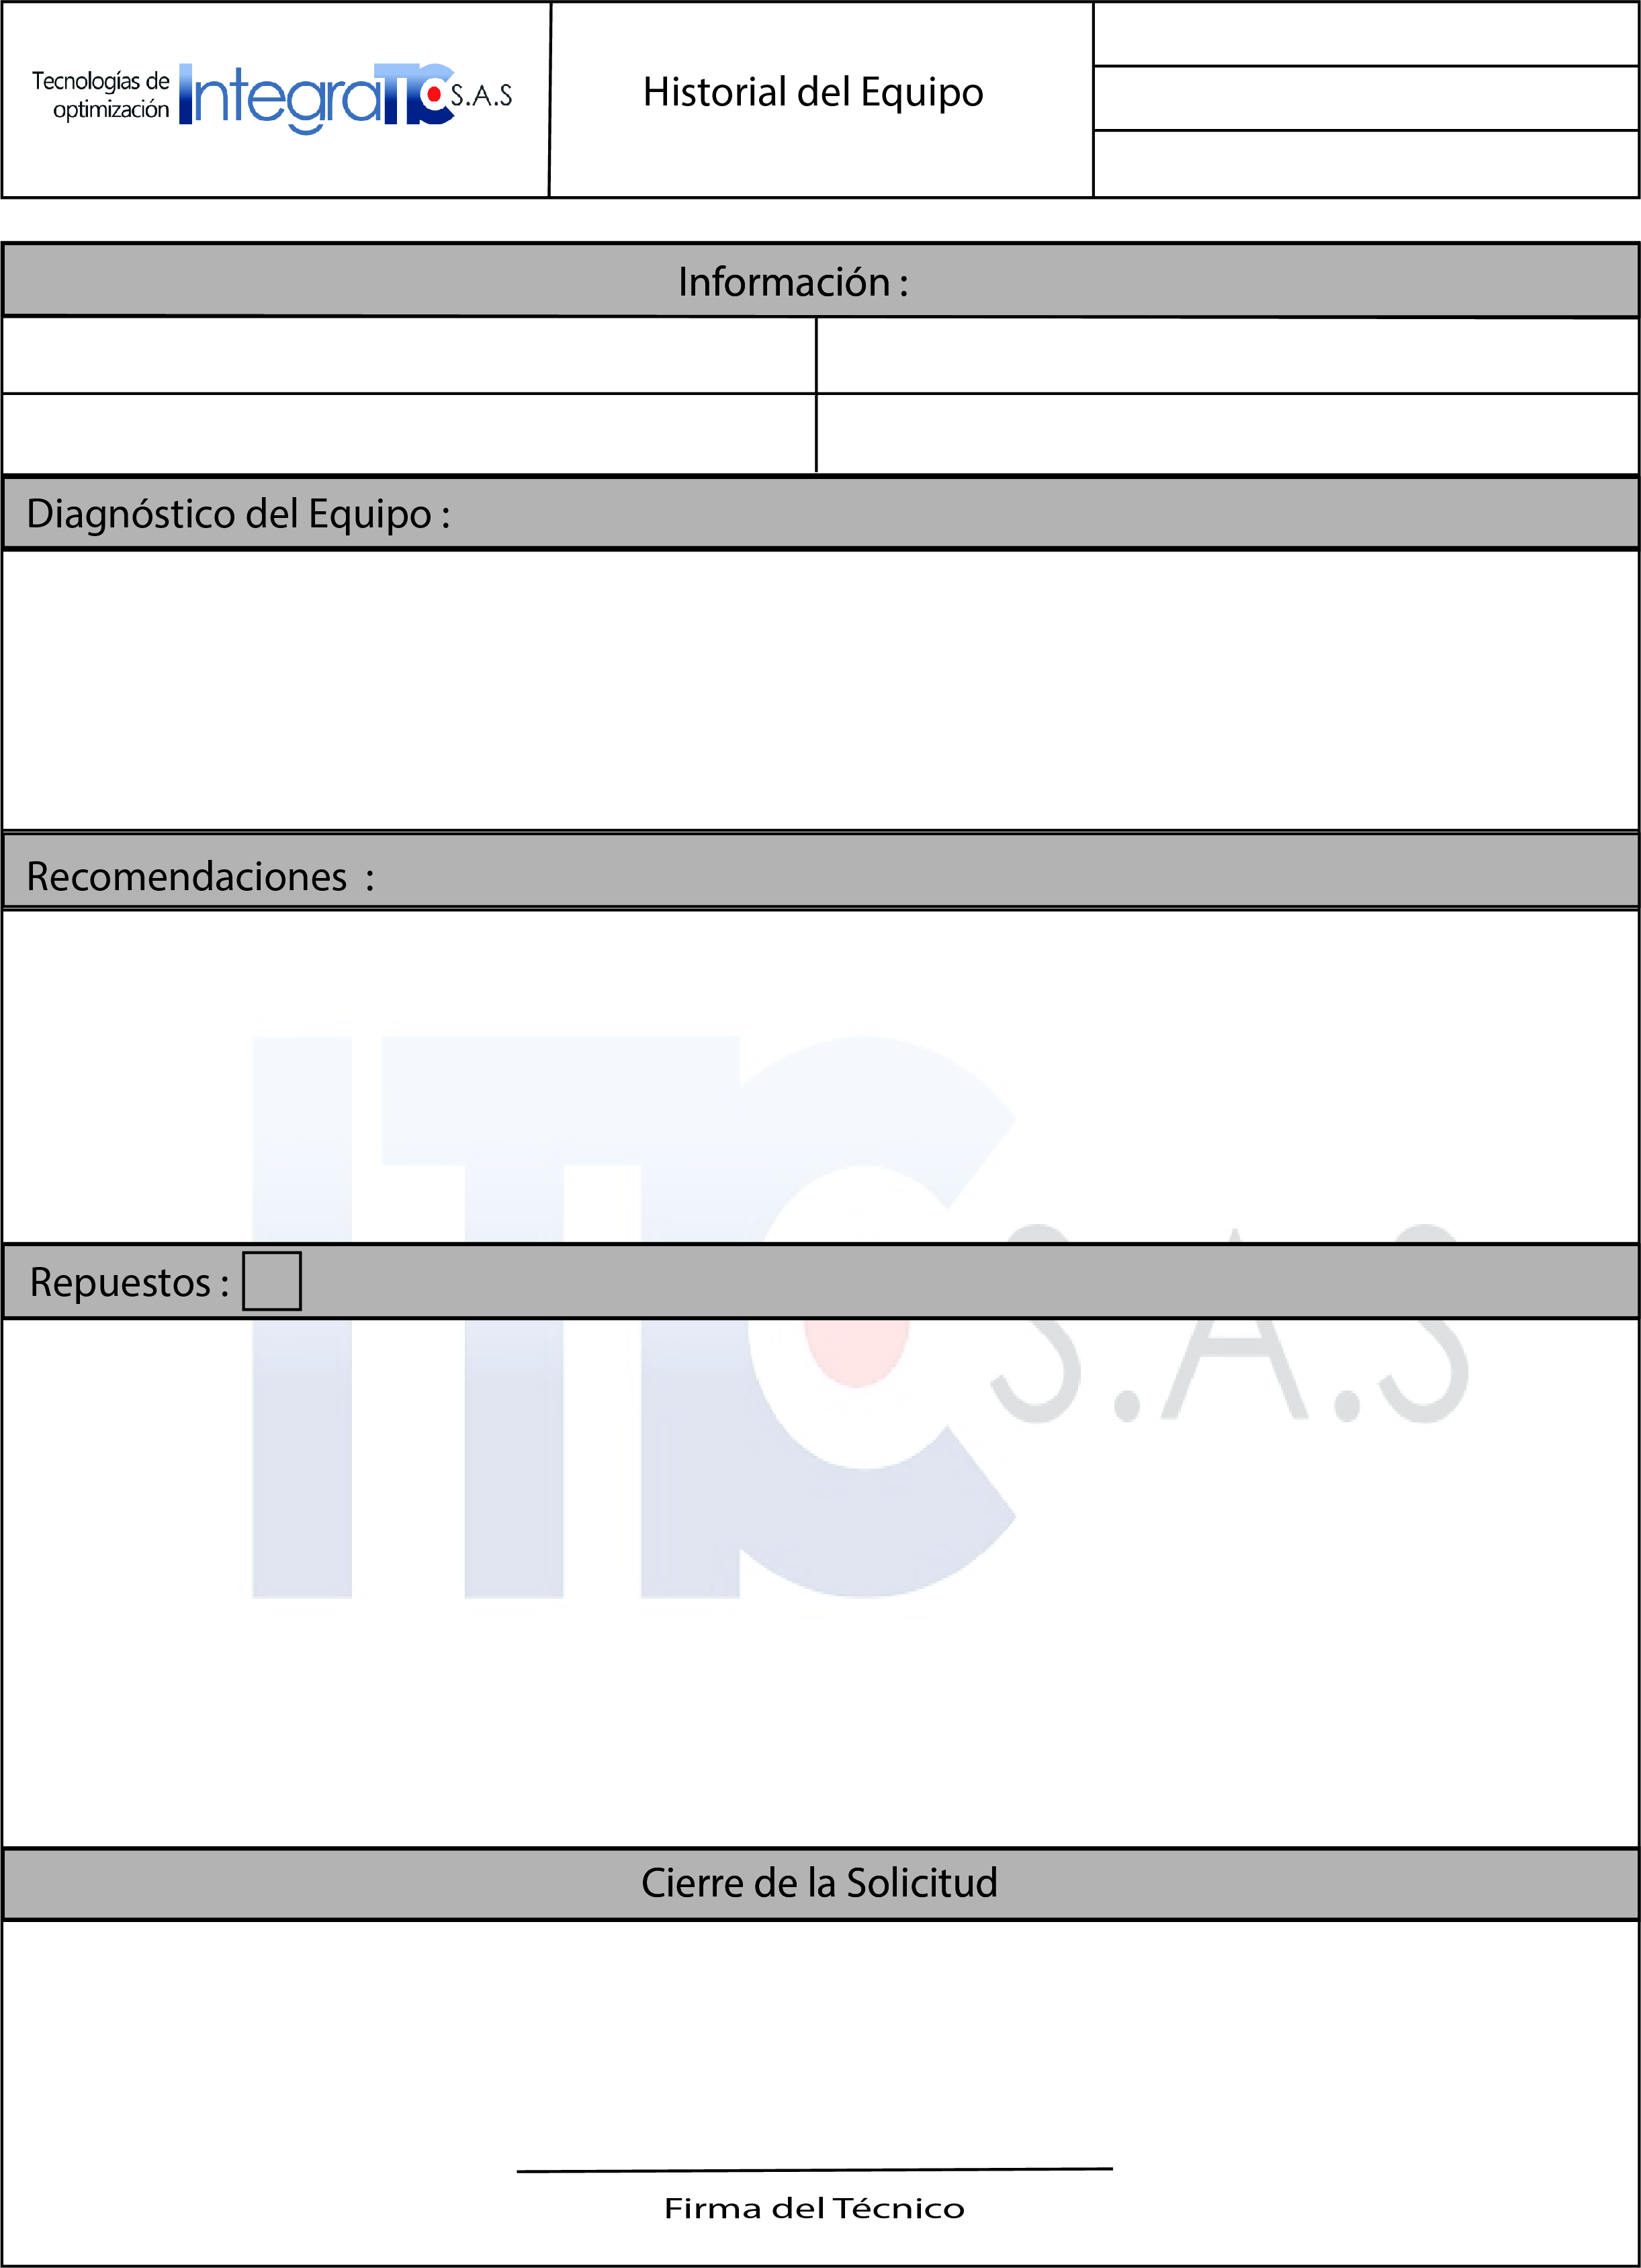 Tecnologías de
optimización
IntegraTIC S.A.S
Historial del Equipo
Información :
Diagnóstico del Equipo :
Recomendaciones :
ITC S.A.S
Repuestos :
Cierre de la Solicitud
Firma del Técnico